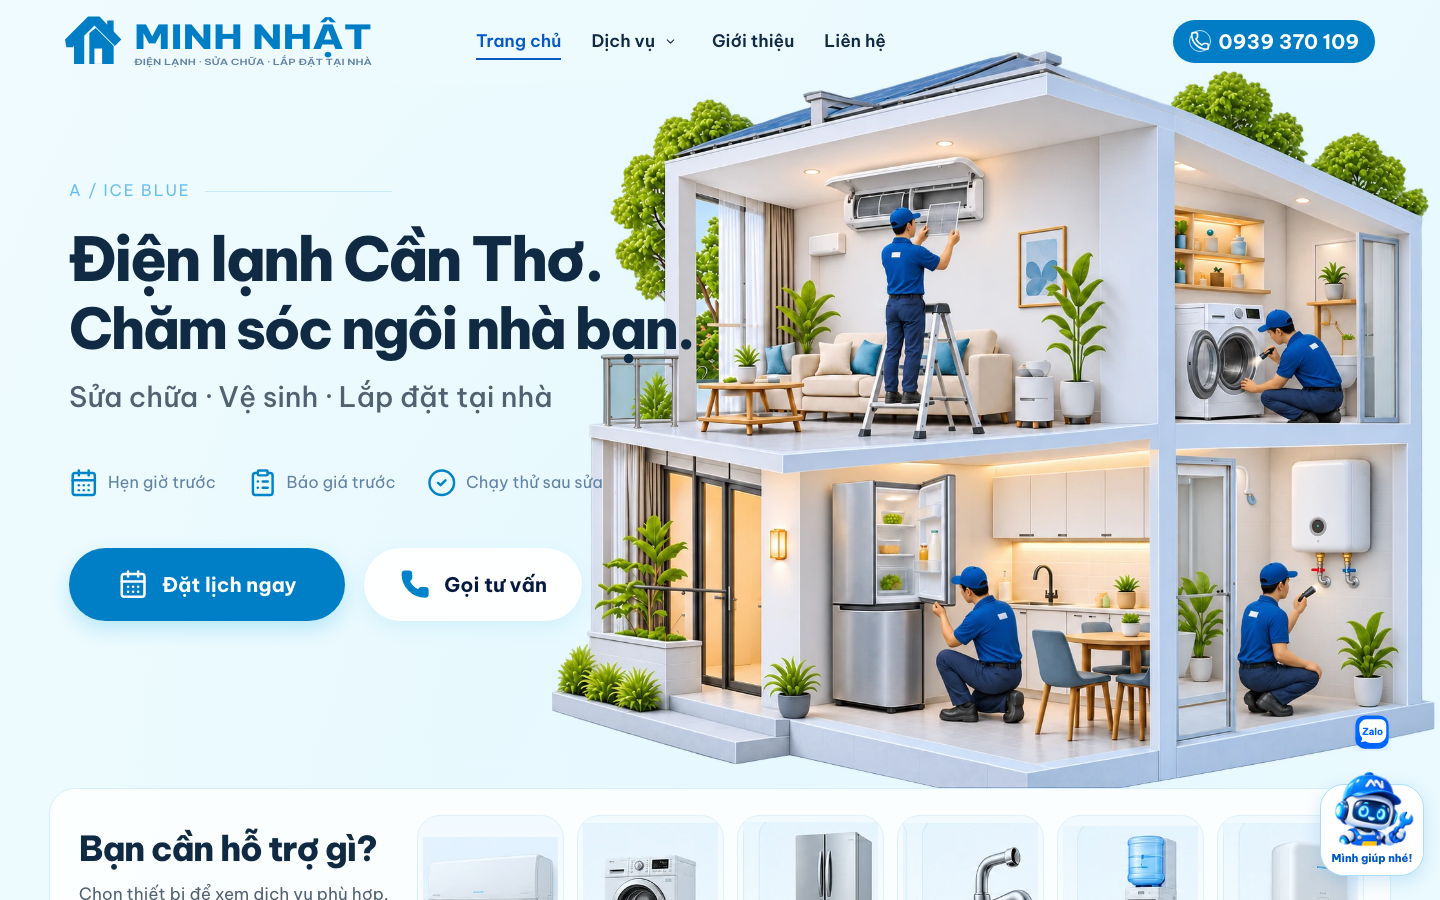 MINH NHẬT
ĐIỆN LẠNH · SỬA CHỮA · LẮP ĐẶT TẠI NHÀ
Trang chủ
Dịch vụ
Giới thiệu
Liên hệ
0939 370 109
A / ICE BLUE
Điện lạnh Cần Thơ.
Chăm sóc ngôi nhà bạn.
Sửa chữa · Vệ sinh · Lắp đặt tại nhà
Hẹn giờ trước
Báo giá trước
Chạy thử sau sửa
Đặt lịch ngay
Gọi tư vấn
Zalo
Bạn cần hỗ trợ gì?
Chọn thiết bị để xem dịch vụ phù hợp.
Mình giúp nhé!